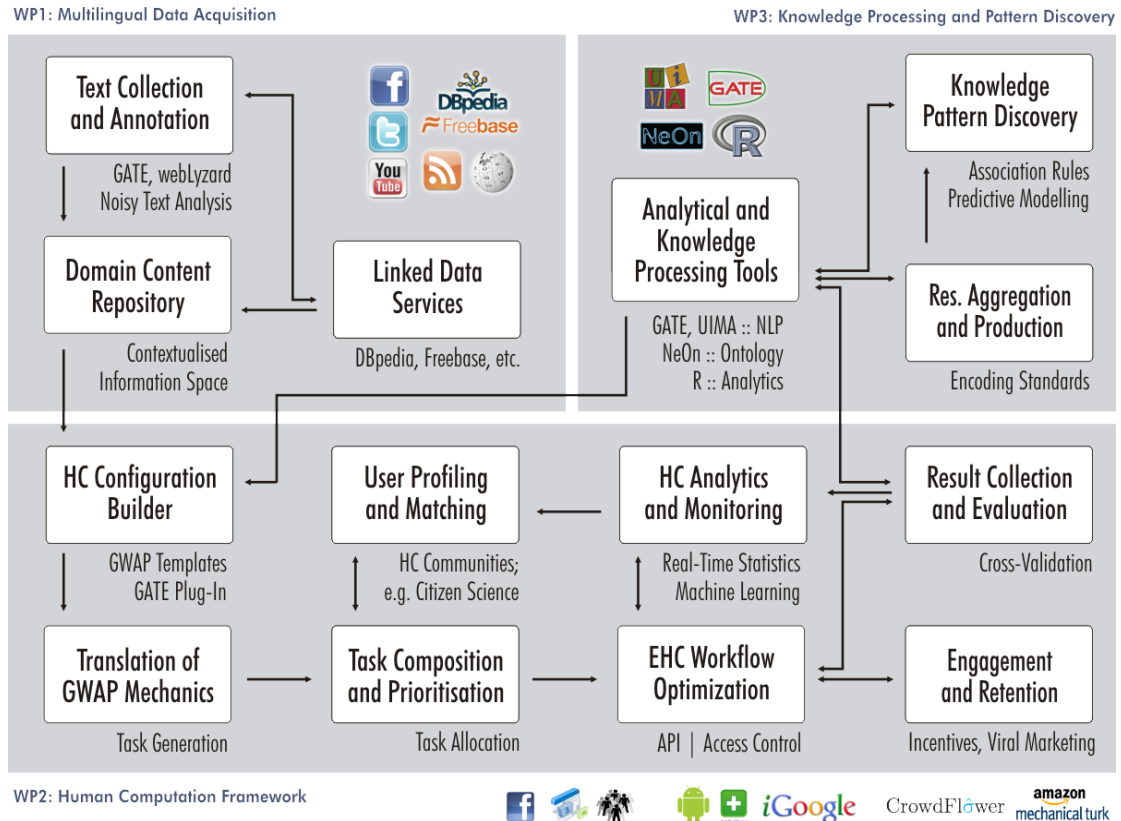 WP1: Multilingual Data Acquisition
WP3: Knowledge Processing and Pattern Discovery
Text Collection
and Annotation
GATE, webLyzard
Noisy Text Analysis
f
t
You
Tube
DBpedia
Freebase
Domain Content
Repository
Contextualised
Information Space
Linked Data
Services
DBpedia, Freebase, etc.
UiMA
GATE
NeOn
R
Analytical and
Knowledge
Processing Tools
GATE, UIMA :: NLP
NeOn :: Ontology
R :: Analytics
Knowledge
Pattern Discovery
Association Rules
Predictive Modelling
Res. Aggregation
and Production
Encoding Standards
HC Configuration
Builder
GWAP Templates
GATE Plug-In
User Profiling
and Matching
HC Communities;
e.g. Citizen Science
HC Analytics
and Monitoring
Real-Time Statistics
Machine Learning
Result Collection
and Evaluation
Cross-Validation
Translation of
GWAP Mechanics
Task Generation
Task Composition
and Prioritisation
Task Allocation
EHC Workflow
Optimization
API | Access Control
Engagement
and Retention
Incentives, Viral Marketing
WP2: Human Computation Framework
f
iGoogle
CrowdFlower
amazon
mechanical turk